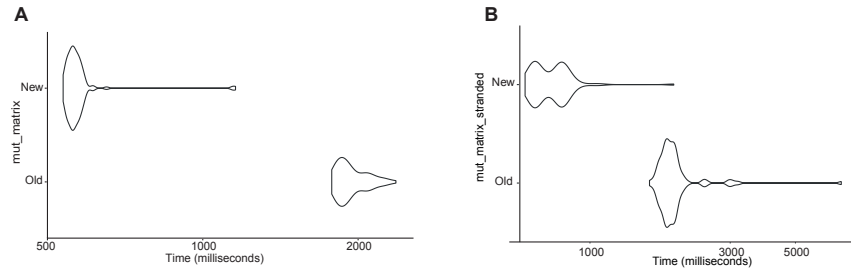 A
mut_matrix
New
Old
500 1000 2000
Time (milliseconds)
B
mut_matrix_stranded
New
Old
1000 3000 5000
Time (milliseconds)